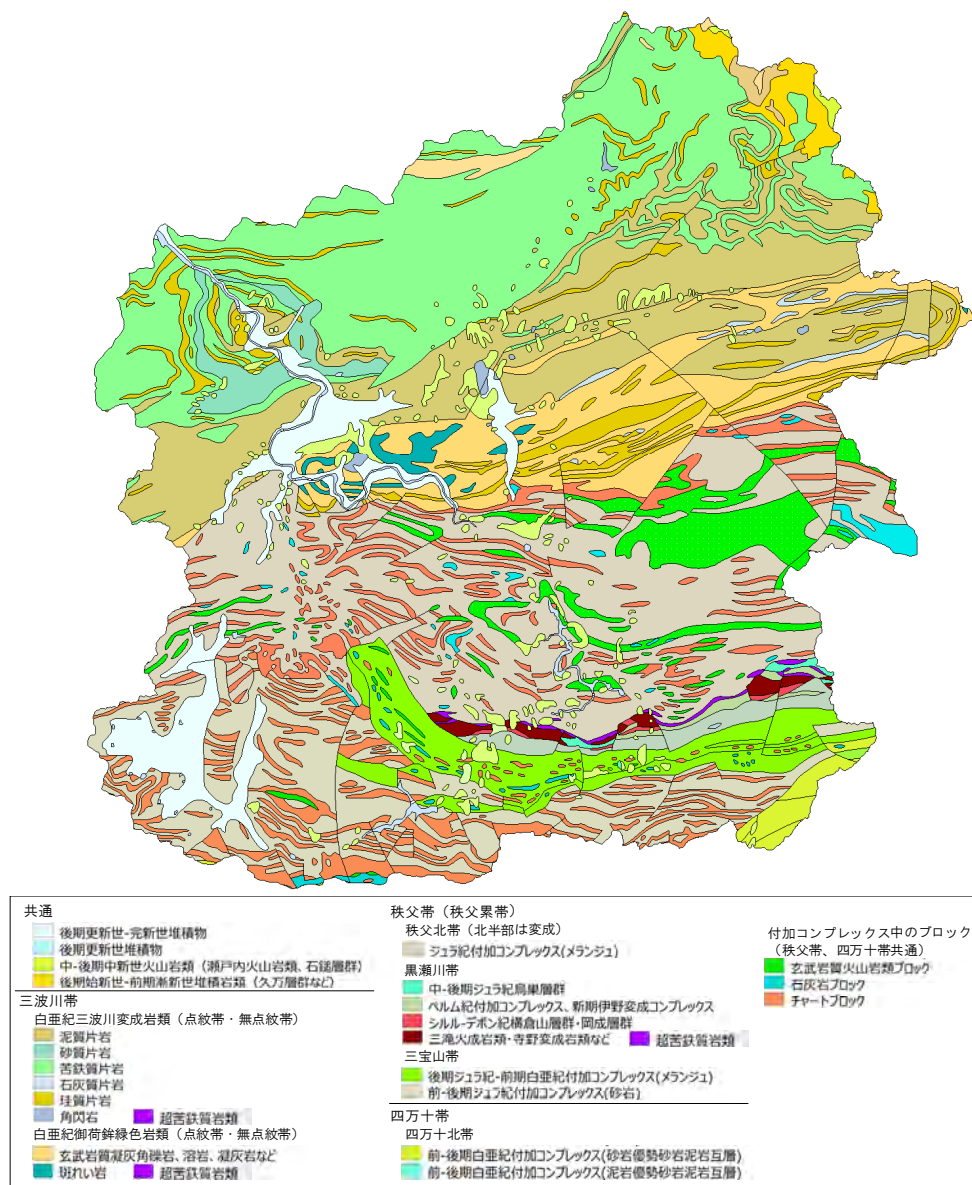 共通
後期更新世-完新世堆積物
後期更新世堆積物
中-後期中新世火山岩類(瀬戸内火山岩類、石鎚層群)
後期始新世-前期漸新世堆積岩類(久万層群など)
三波川帯
白亜紀三波川変成岩類(点紋帯・無点紋帯)
泥質片岩
砂質片岩
苦鉄質片岩
石灰質片岩
珪質片岩
角閃岩 超苦鉄質岩類
白亜紀御荷鉾緑色岩類(点紋帯・無点紋帯)
玄武岩質凝灰角礫岩、溶岩、凝灰岩など
斑れい岩 超苦鉄質岩類
秩父帯(秩父累帯)
秩父北帯(北半部は変成)
ジュラ紀付加コンプレックス(メランジュ)
黒瀬川帯
中-後期ジュラ紀鳥巣層群
ペルム紀付加コンプレックス、新期伊野変成コンプレックス
シルル-デボン紀横倉山層群・岡成層群
三滝火成岩類・寺野変成岩類など 超苦鉄質岩類
三宝山帯
後期ジュラ紀-前期白亜紀付加コンプレックス(メランジュ)
前-後期ジュラ紀付加コンプレックス(砂岩)
四万十帯
四万十北帯
前-後期白亜紀付加コンプレックス(砂岩優勢砂岩泥岩互層)
前-後期白亜紀付加コンプレックス(泥岩優勢砂岩泥岩互層)
付加コンプレックス中のブロック
(秩父帯、四万十帯共通)
玄武岩質火山岩類ブロック
石灰岩ブロック
チャートブロック